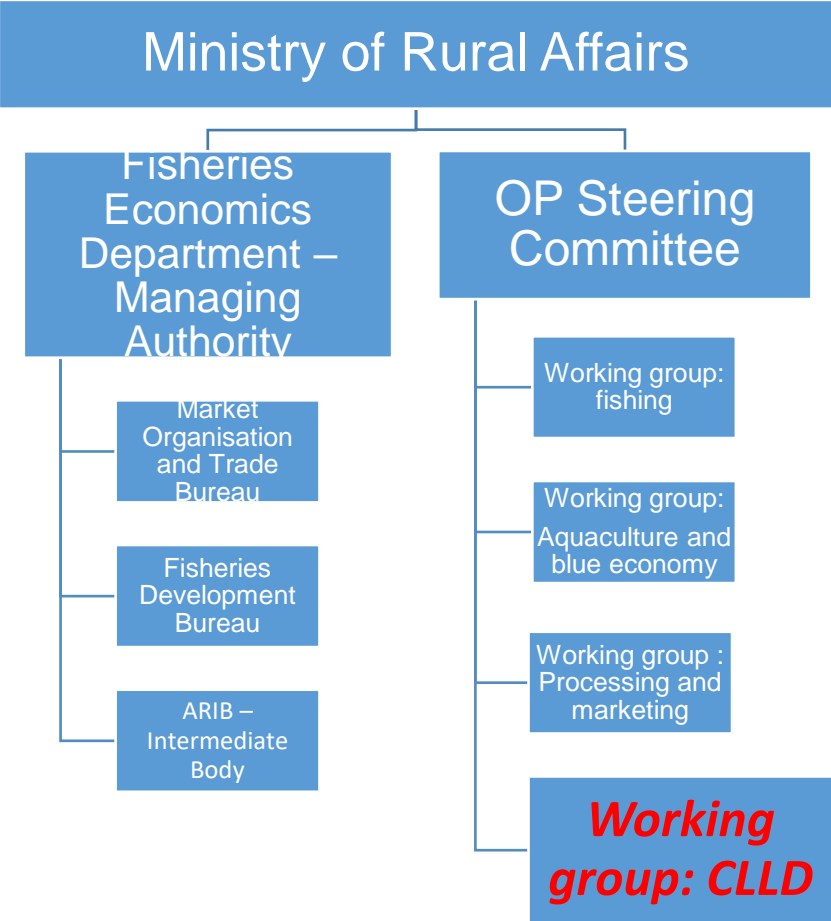 Ministry of Rural Affairs
Fisheries
Economics
Department –
Managing
Authority
Market
Organisation
and Trade
Bureau
Fisheries
Development
Bureau
ARIB –
Intermediate
Body
OP Steering
Committee
Working group:
fishing
Working group:
Aquaculture and
blue economy
Working group :
Processing and
marketing
Working
group: CLLD